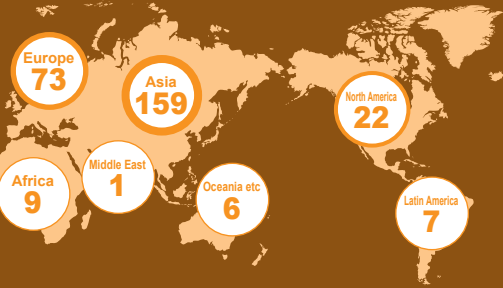 Europe
73
Asia
159
North America
22
Africa
9
Middle East
1
Oceania etc
6
Latin America
7